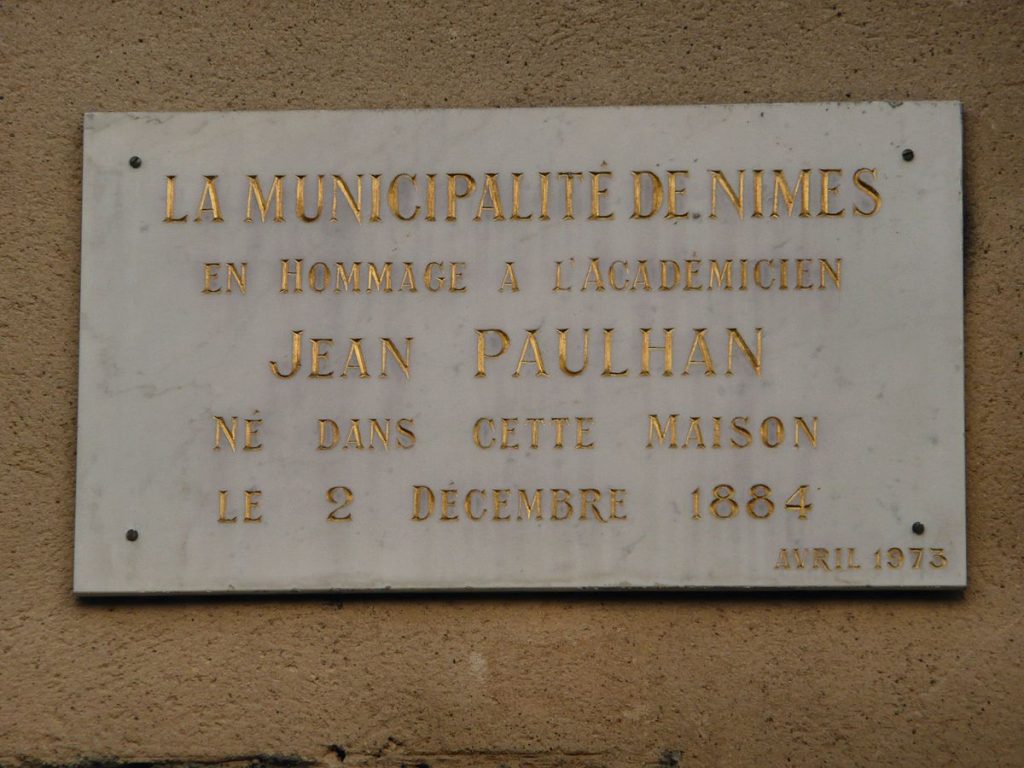 LA MUNICIPALITÉ DE NIMES
EN HOMMAGE A L'ACADÉMICIEN
JEAN PAULHAN
NÉ DANS CETTE MAISON
LE 2 DÉCEMBRE 1884
AVRIL 1973